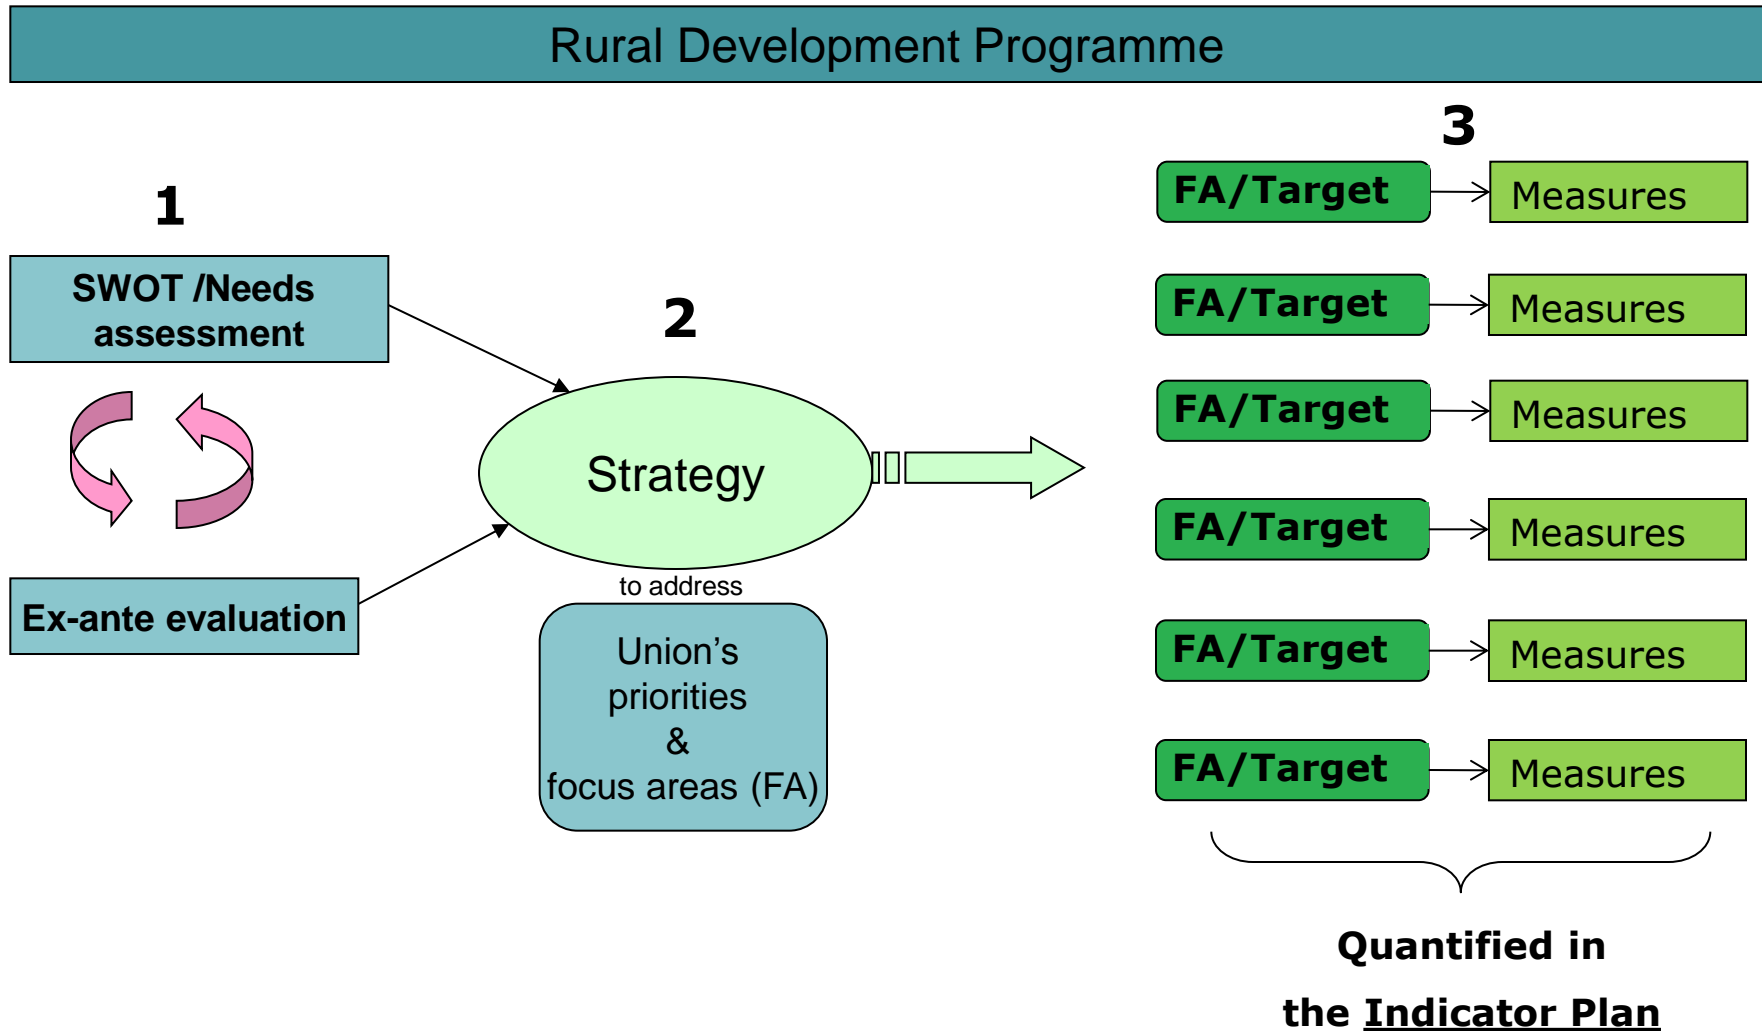 Rural Development Programme
1
SWOT /Needs
assessment
Ex-ante evaluation
2
Strategy
to address
Union's
priorities
&
focus areas (FA)
3
FA/Target
Measures
FA/Target
Measures
FA/Target
Measures
FA/Target
Measures
FA/Target
Measures
FA/Target
Measures
Quantified in
the Indicator Plan